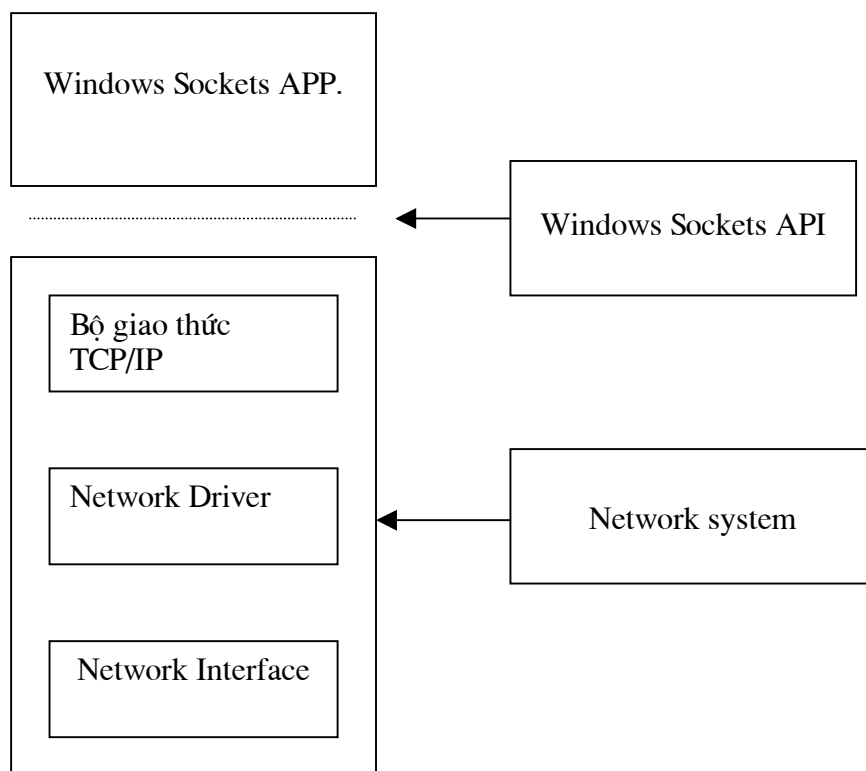 Windows Sockets APP.
Windows Sockets API
Bộ giao thức
TCP/IP
Network Driver
Network system
Network Interface